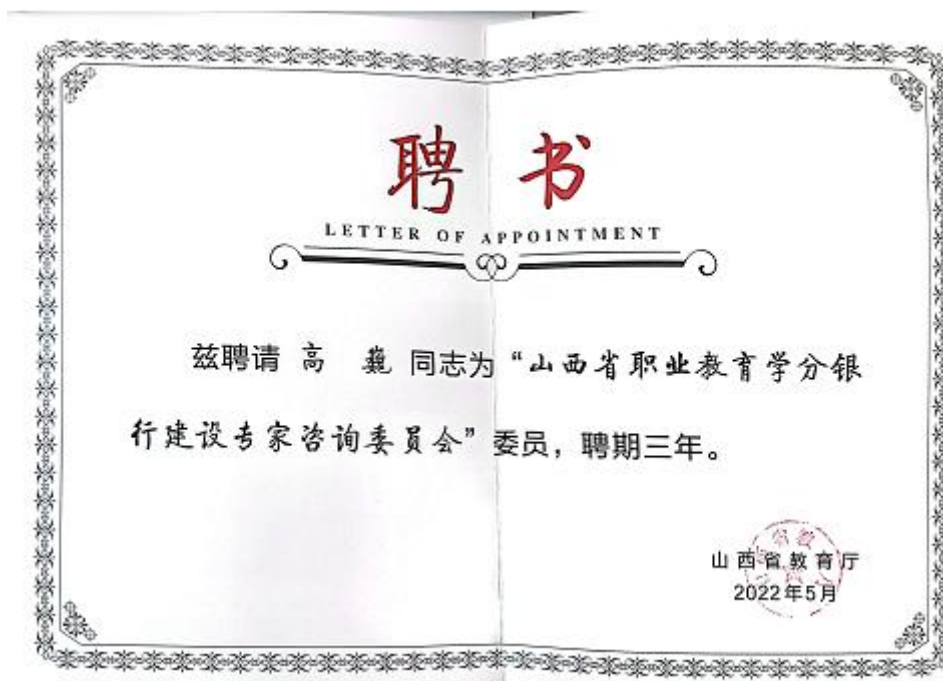 聘 书
LETTER OF APPOINTMENT
兹聘请 高 巍 同志为“山西省职业教育学分银
行建设专家咨询委员会”委员，聘期三年。
山西省教育厅
2022年5月